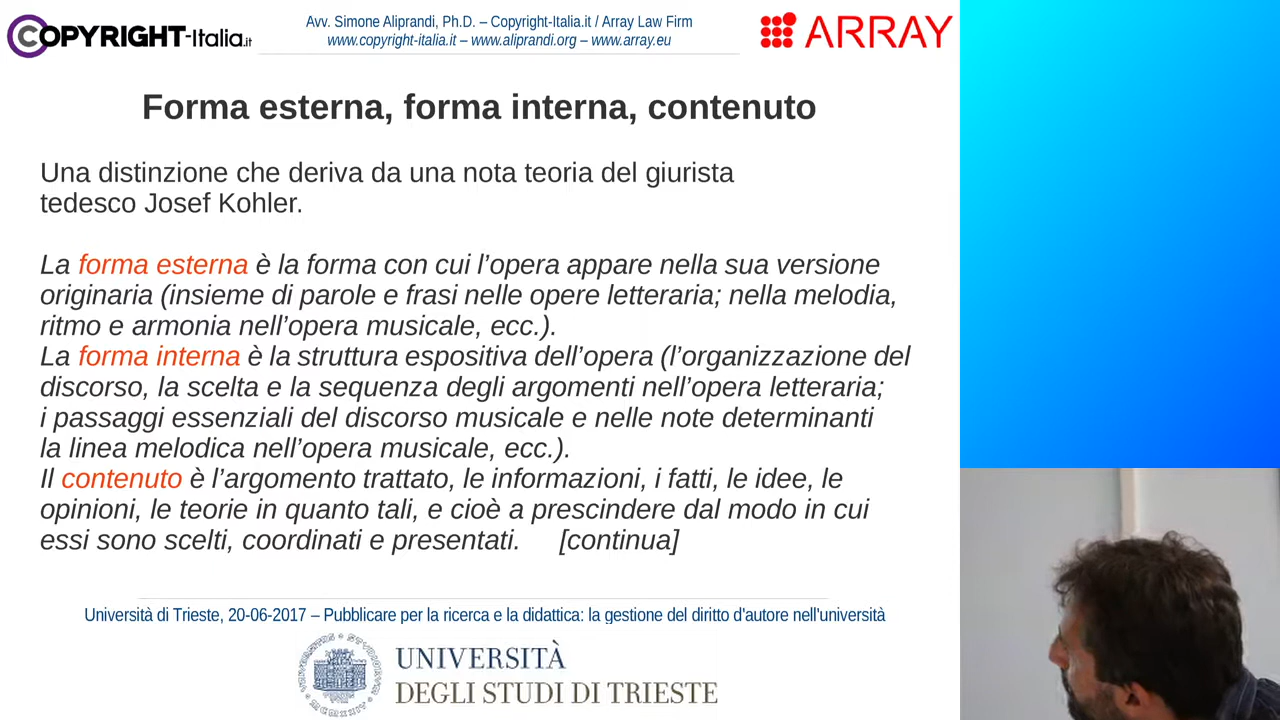 COPYRIGHT-Italia.it
Avv. Simone Aliprandi, Ph.D. – Copyright-Italia.it / Array Law Firm
www.copyright-italia.it – www.aliprandi.org – www.array.eu
ARRAY
Forma esterna, forma interna, contenuto
Una distinzione che deriva da una nota teoria del giurista
tedesco Josef Kohler.
La forma esterna è la forma con cui l’opera appare nella sua versione
originaria (insieme di parole e frasi nelle opere letteraria; nella melodia,
ritmo e armonia nell’opera musicale, ecc.).
La forma interna è la struttura espositiva dell’opera (l’organizzazione del
discorso, la scelta e la sequenza degli argomenti nell’opera letteraria;
i passaggi essenziali del discorso musicale e nelle note determinanti
la linea melodica nell’opera musicale, ecc.).
Il contenuto è l’argomento trattato, le informazioni, i fatti, le idee, le
opinioni, le teorie in quanto tali, e cioè a prescindere dal modo in cui
essi sono scelti, coordinati e presentati. [continua]
Università di Trieste, 20-06-2017 – Pubblicare per la ricerca e la didattica: la gestione del diritto d'autore nell'università
UNIVERSITÀ
DEGLI STUDI DI TRIESTE